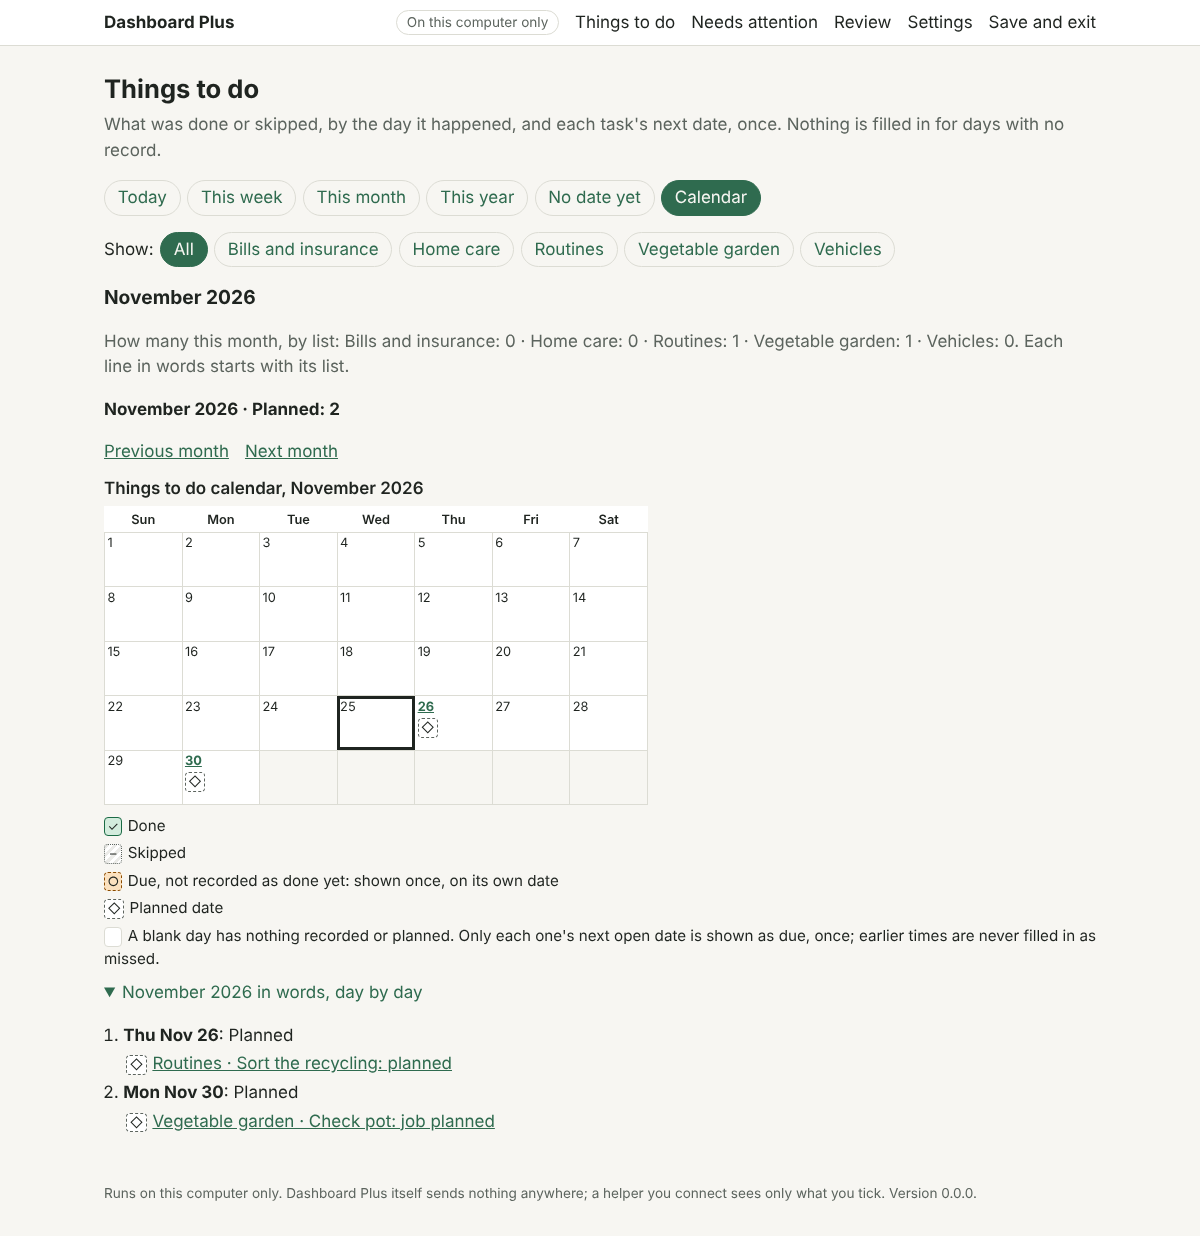 Dashboard Plus
On this computer only
Things to do
Needs attention
Review
Settings
Save and exit
Things to do
What was done or skipped, by the day it happened, and each task's next date, once. Nothing is filled in for days with no
record.
Today
This week
This month
This year
No date yet
Calendar
Show:
All
Bills and insurance
Home care
Routines
Vegetable garden
Vehicles
November 2026
How many this month, by list: Bills and insurance: 0 · Home care: 0 · Routines: 1 · Vegetable garden: 1 · Vehicles: 0. Each
line in words starts with its list.
November 2026 · Planned: 2
Previous month
Next month
Things to do calendar, November 2026
Sun Mon Tue Wed Thu Fri Sat
1 2 3 4 5 6 7
8 9 10 11 12 13 14
15 16 17 18 19 20 21
22 23 24 25 26 27 28
29 30
Done
Skipped
Due, not recorded as done yet: shown once, on its own date
Planned date
A blank day has nothing recorded or planned. Only each one's next open date is shown as due, once; earlier times are never filled in as
missed.
November 2026 in words, day by day
1. Thu Nov 26: Planned
Routines · Sort the recycling: planned
2. Mon Nov 30: Planned
Vegetable garden · Check pot: job planned
Runs on this computer only. Dashboard Plus itself sends nothing anywhere; a helper you connect sees only what you tick. Version 0.0.0.